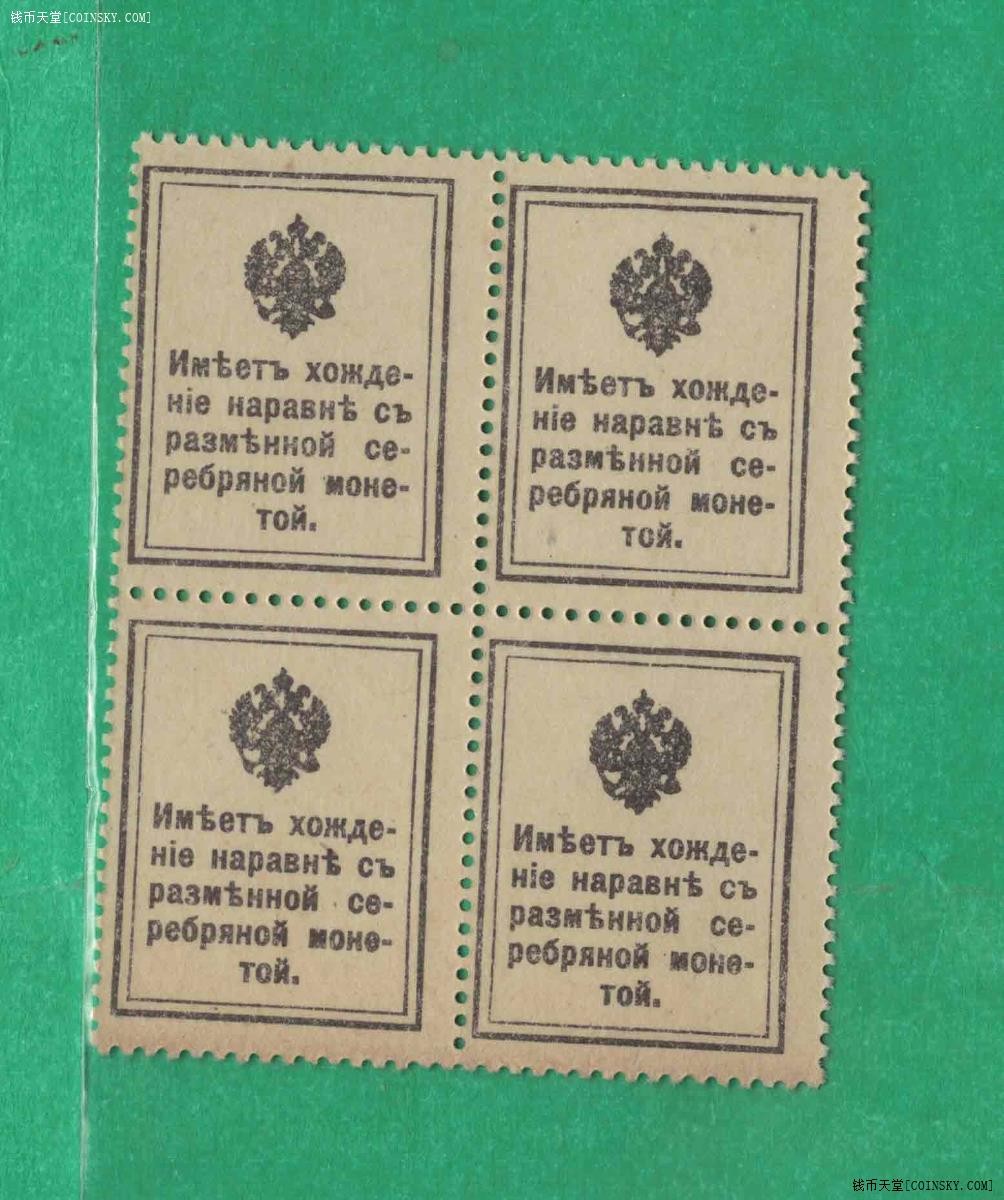 钱币天堂[COINSKY.COM]
Имѣетъ хожде-
ніе наравнѣ съ
размѣнной се-
ребряной моне-
той.
Имѣетъ хожде-
ніе наравнѣ съ
размѣнной се-
ребряной моне-
той.
Имѣетъ хожде-
ніе наравнѣ съ
размѣнной се-
ребряной моне-
той.
Имѣетъ хожде-
ніе наравнѣ съ
размѣнной се-
ребряной моне-
той.
钱币天堂[COINSKY.COM]